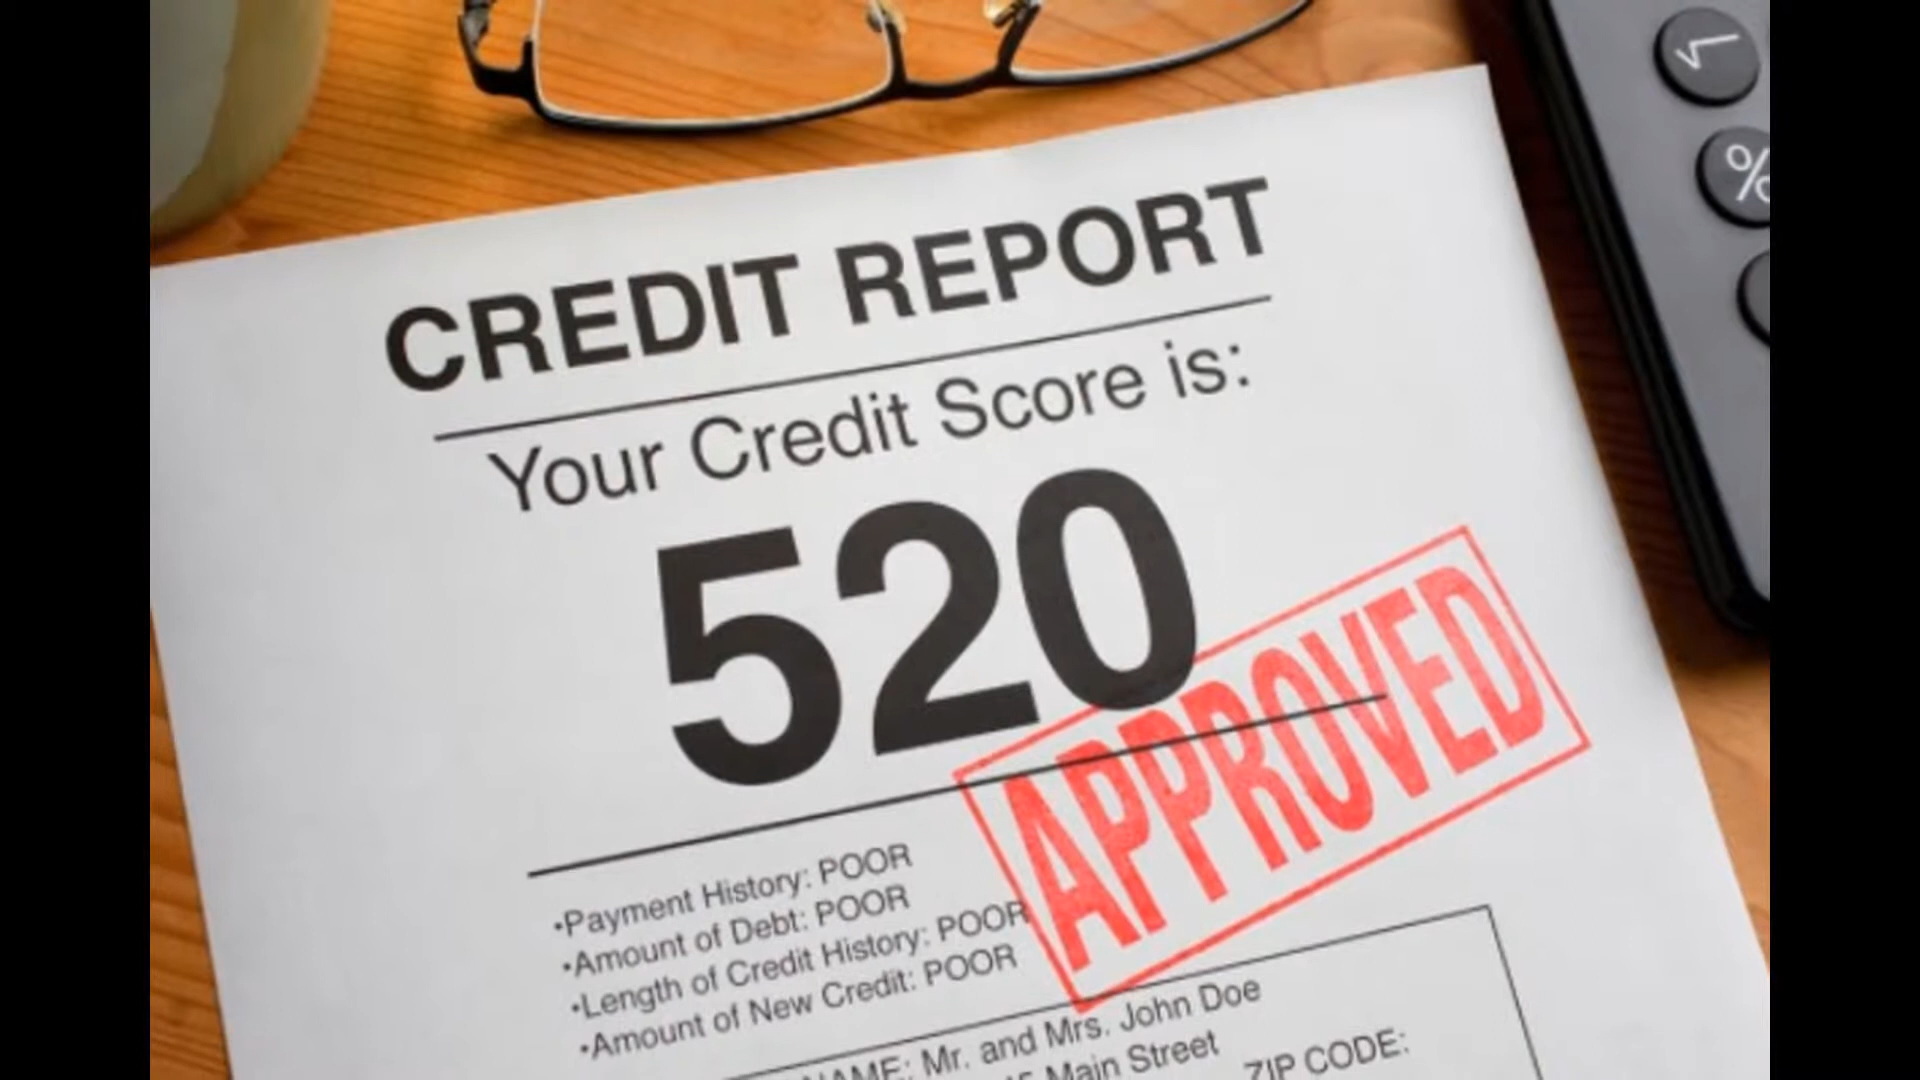 CREDIT REPORT
Your Credit Score is:
520
APPROVED
•Payment History: POOR
•Amount of Debt: POOR
•Length of Credit History: POOR
•Amount of New Credit: POOR
NAME: Mr. and Mrs. John Doe
Main Street
ZIP CODE:
√
%